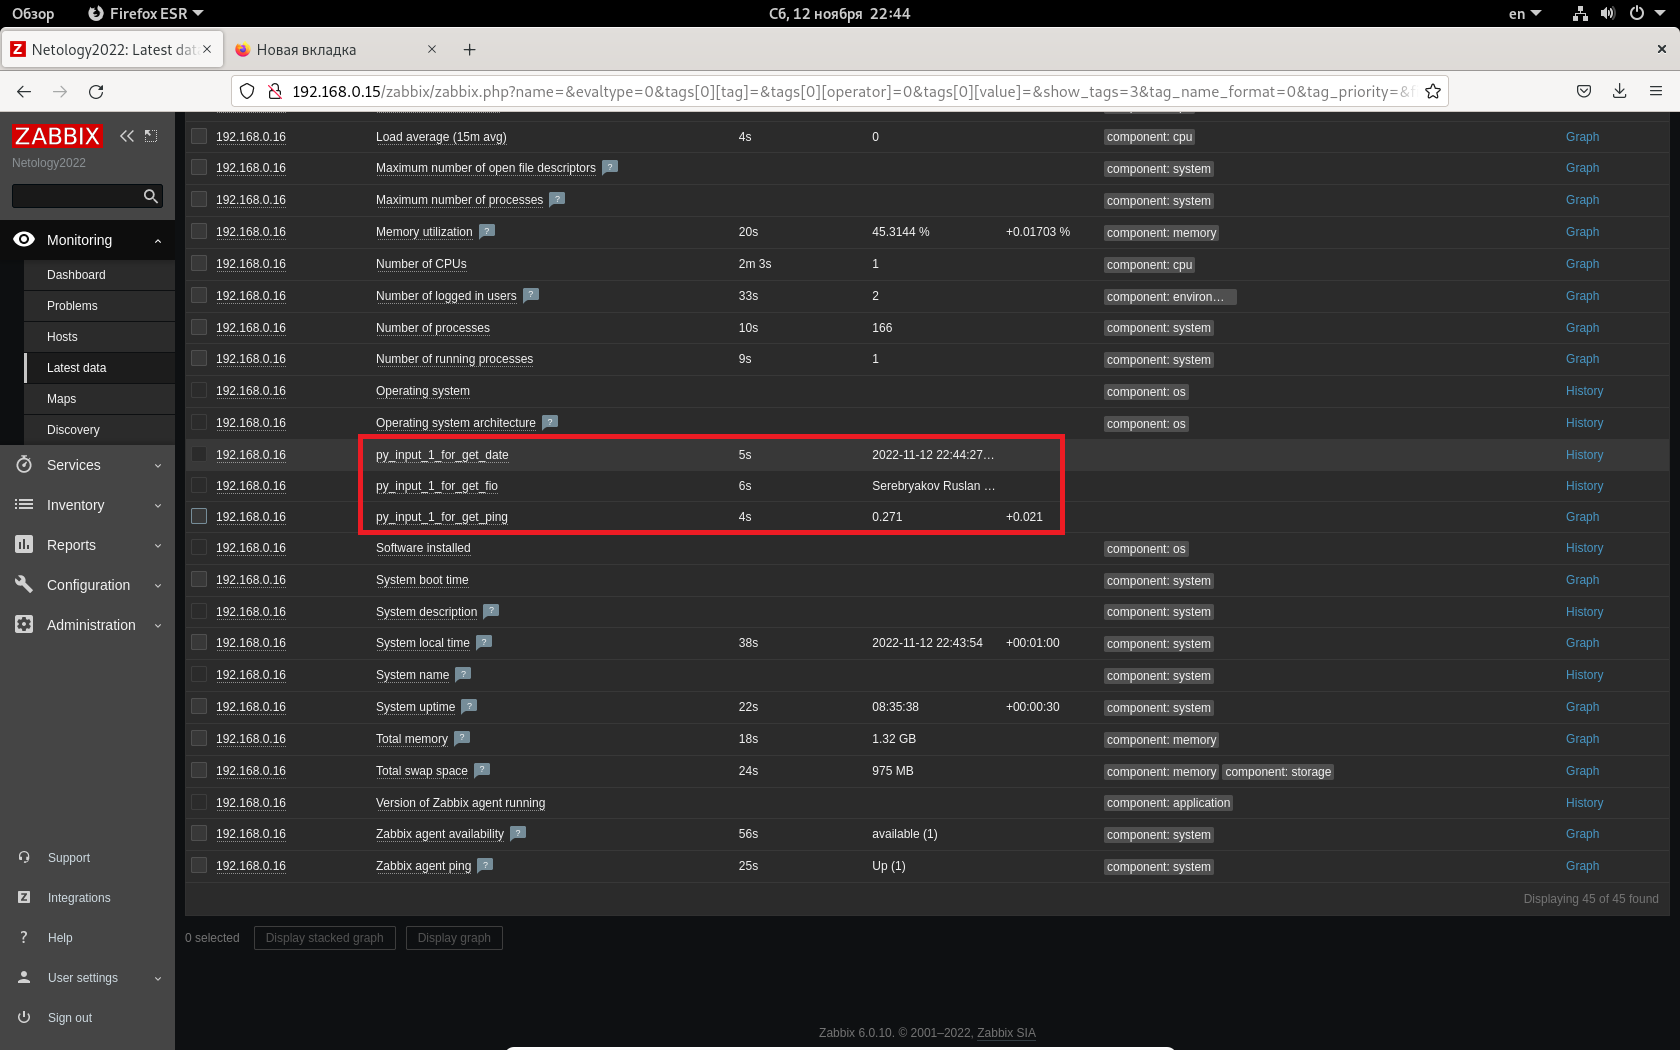 Обзор Firefox ESR Сб, 12 ноября 22:44 en
Netology2022: Latest dat Новая вкладка
192.168.0.15/zabbix/zabbix.php?name=&evaltype=0&tags[0][tag]=&tags[0][operator]=0&tags[0][value]=&show_tags=3&tag_name_format=0&tag_priority=&
ZABBIX
Netology2022
Monitoring
Dashboard
Problems
Hosts
Latest data
Maps
Discovery
Services
Inventory
Reports
Configuration
Administration
Support
Integrations
Help
User settings
Sign out
192.168.0.16 Load average (15m avg) 4s 0 component: cpu Graph
192.168.0.16 Maximum number of open file descriptors ? component: system Graph
192.168.0.16 Maximum number of processes ? component: system Graph
192.168.0.16 Memory utilization ? 20s 45.3144 % +0.01703 % component: memory Graph
192.168.0.16 Number of CPUs 2m 3s 1 component: cpu Graph
192.168.0.16 Number of logged in users ? 33s 2 component: environ… Graph
192.168.0.16 Number of processes 10s 166 component: system Graph
192.168.0.16 Number of running processes 9s 1 component: system Graph
192.168.0.16 Operating system component: os History
192.168.0.16 Operating system architecture ? component: os History
192.168.0.16 py_input_1_for_get_date 5s 2022-11-12 22:44:27… History
192.168.0.16 py_input_1_for_get_fio 6s Serebryakov Ruslan … History
192.168.0.16 py_input_1_for_get_ping 4s 0.271 +0.021 Graph
192.168.0.16 Software installed component: os History
192.168.0.16 System boot time component: system Graph
192.168.0.16 System description ? component: system History
192.168.0.16 System local time ? 38s 2022-11-12 22:43:54 +00:01:00 component: system Graph
192.168.0.16 System name ? component: system History
192.168.0.16 System uptime ? 22s 08:35:38 +00:00:30 component: system Graph
192.168.0.16 Total memory ? 18s 1.32 GB component: memory Graph
192.168.0.16 Total swap space ? 24s 975 MB component: memory component: storage Graph
192.168.0.16 Version of Zabbix agent running component: application History
192.168.0.16 Zabbix agent availability ? 56s available (1) component: system Graph
192.168.0.16 Zabbix agent ping ? 25s Up (1) component: system Graph
Displaying 45 of 45 found
0 selected Display stacked graph Display graph
Zabbix 6.0.10. © 2001–2022, Zabbix SIA